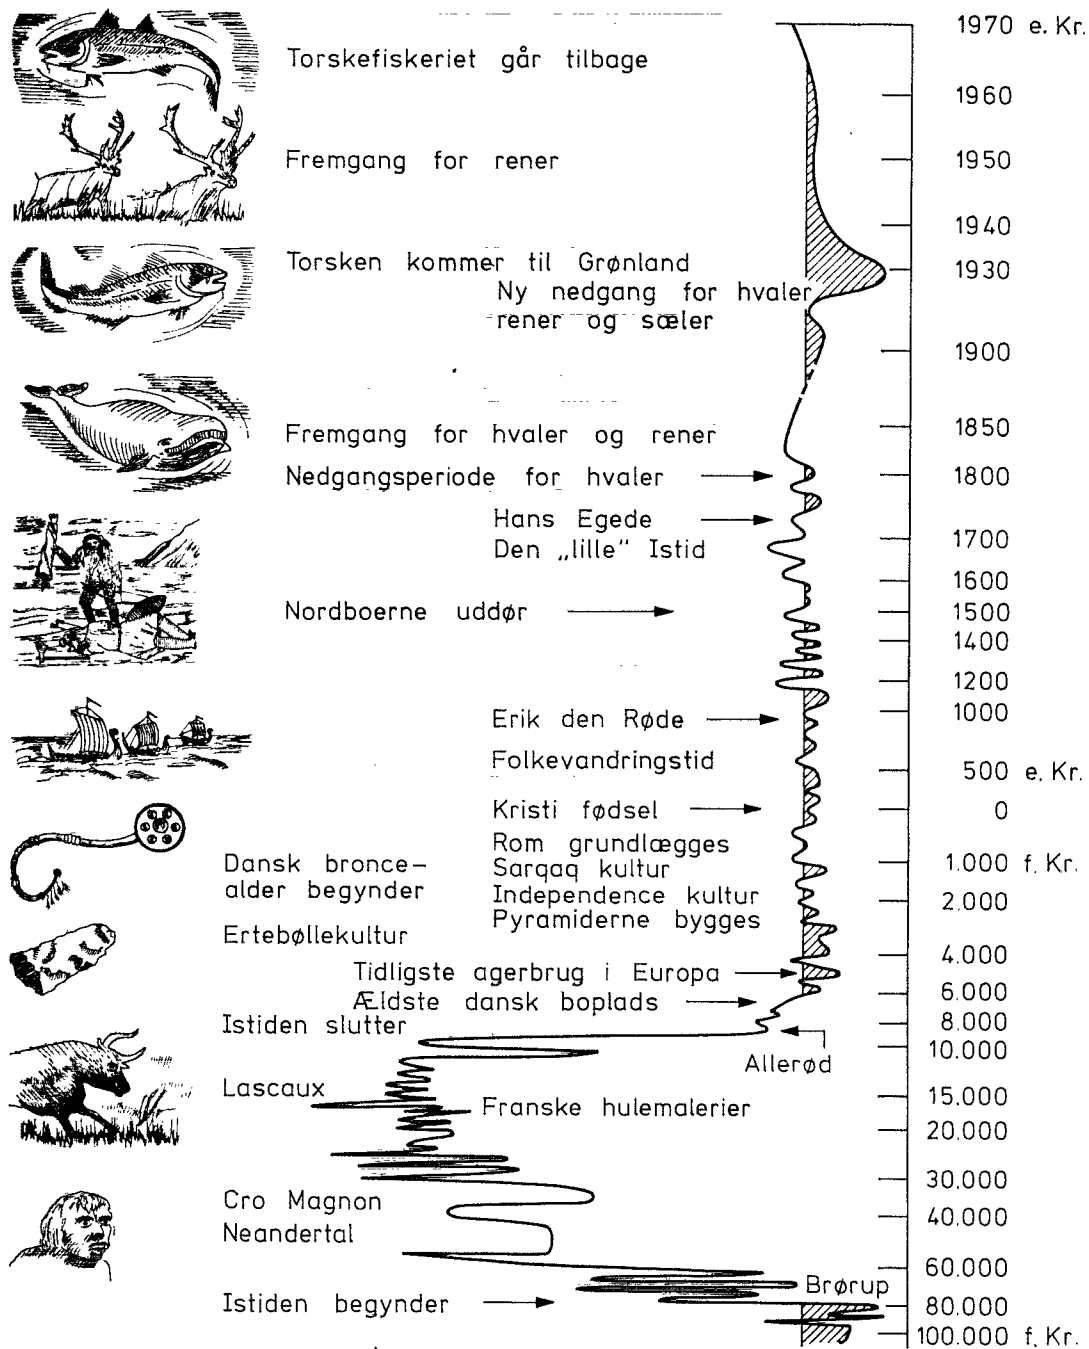 1970 e. Kr.
Torskefiskeriet går tilbage
1960
Fremgang for rener
1950
1940
Torsken kommer til Grønland
1930
Ny nedgang for hvaler
rener og sæler
1900
Fremgang for hvaler og rener
1850
Nedgangsperiode for hvaler
1800
Hans Egede
Den „lille" Istid
1700
1600
Nordboerne uddør
1500
1400
1200
Erik den Røde
1000
Folkevandringstid
500 e. Kr.
Kristi fødsel
0
Rom grundlægges
Dansk bronce-
alder begynder
Sarqaq kultur
1.000 f. Kr.
Independence kultur
2.000
Pyramiderne bygges
Ertebøllekultur
4.000
Tidligste agerbrug i Europa
Ældste dansk boplads
6.000
Istiden slutter
8.000
10.000
Allerød
Lascaux
15.000
Franske hulemalerier
20.000
30.000
Cro Magnon
40.000
Neandertal
60.000
Brørup
Istiden begynder
80.000
100.000 f. Kr.